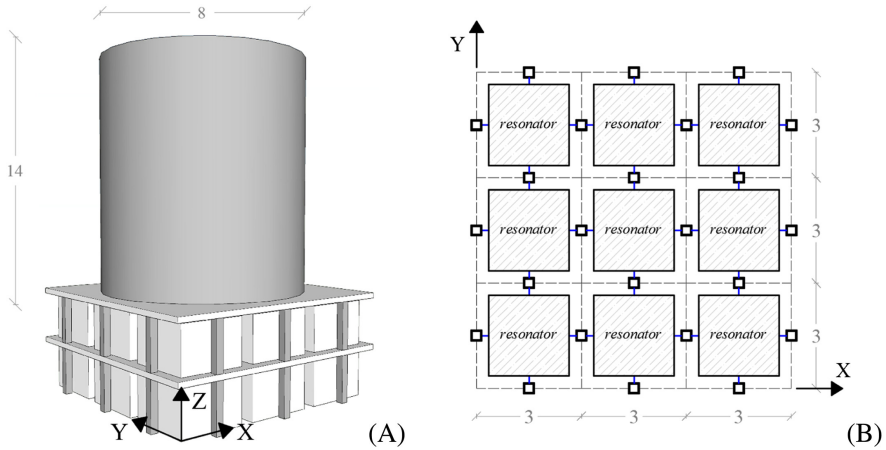 8
14
Z
Y
X
(A)
Y
resonator resonator resonator
3
resonator resonator resonator
3
resonator resonator resonator
3
X
3 3 3
(B)